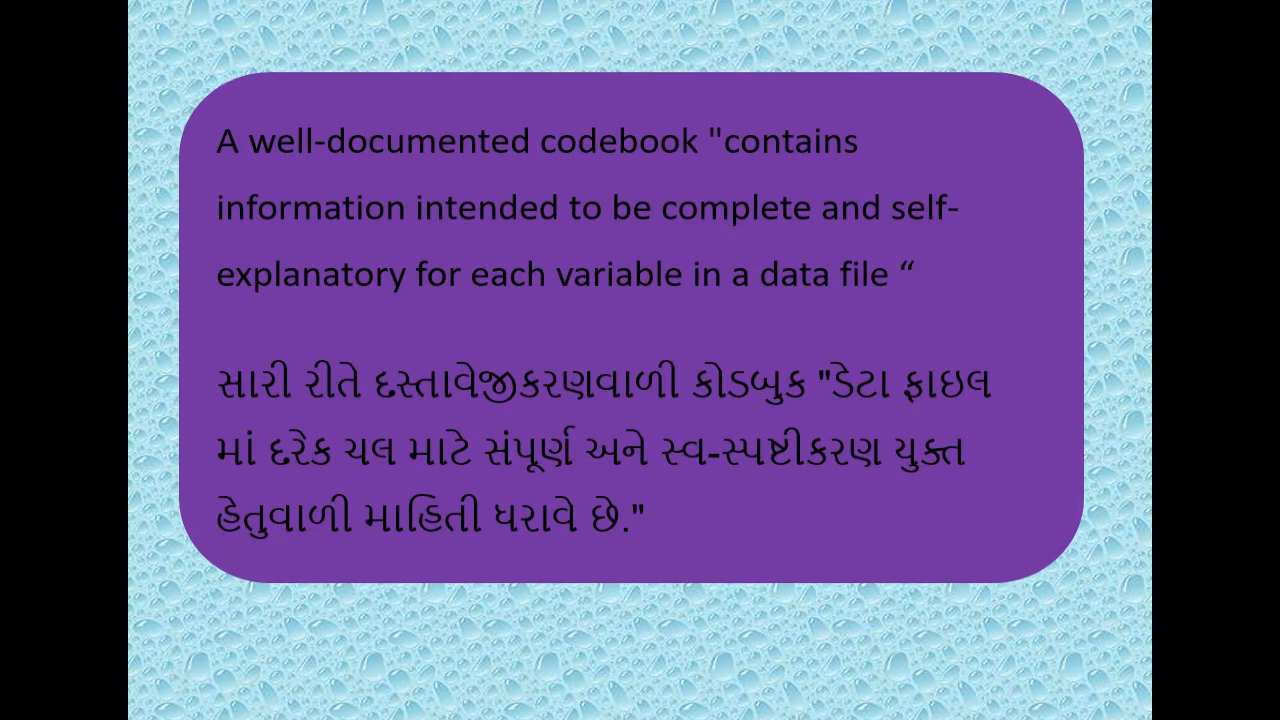 A well-documented codebook "contains
information intended to be complete and self-
explanatory for each variable in a data file “
સારી રીતે દસ્તાવેજીકરણવાળી કોડબુક "ડેટા ફાઇલ
માં દરેક ચલ માટે સંપૂર્ણ અને સ્વ-સ્પષ્ટીકરણ યુક્ત
હેતુવાળી માહિતી ધરાવે છે."